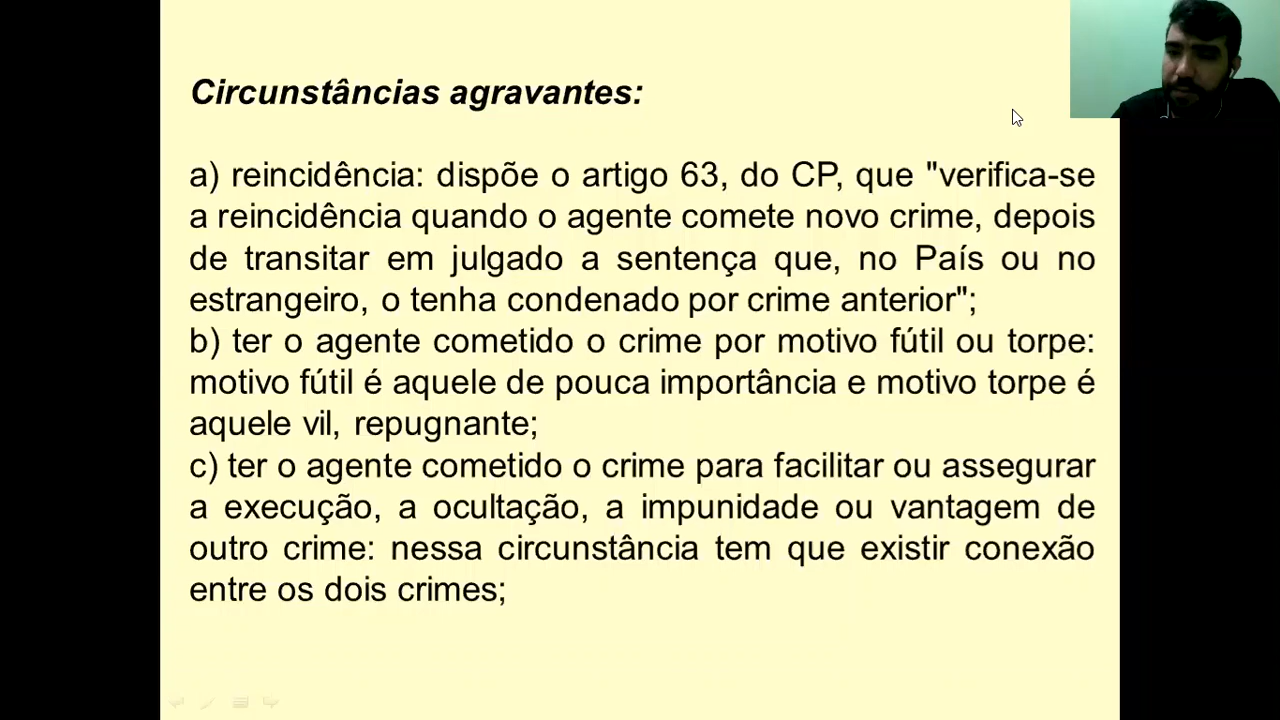 Circunstâncias agravantes:
a) reincidência: dispõe o artigo 63, do CP, que "verifica-se
a reincidência quando o agente comete novo crime, depois
de transitar em julgado a sentença que, no País ou no
estrangeiro, o tenha condenado por crime anterior";
b) ter o agente cometido o crime por motivo fútil ou torpe:
motivo fútil é aquele de pouca importância e motivo torpe é
aquele vil, repugnante;
c) ter o agente cometido o crime para facilitar ou assegurar
a execução, a ocultação, a impunidade ou vantagem de
outro crime: nessa circunstância tem que existir conexão
entre os dois crimes;